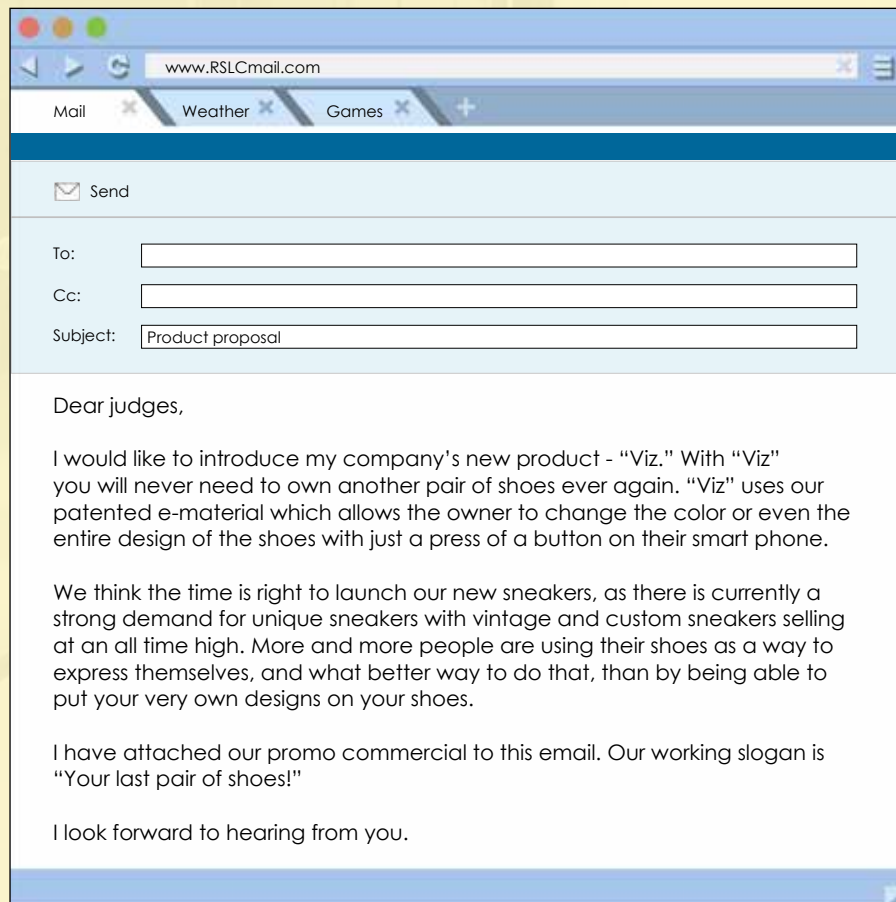 www.RSLCmail.com
Mail
Weather
Games
Send
To:
Cc:
Subject:
Product proposal
Dear judges,
I would like to introduce my company’s new product - “Viz.” With “Viz”
you will never need to own another pair of shoes ever again. “Viz” uses our
patented e-material which allows the owner to change the color or even the
entire design of the shoes with just a press of a button on their smart phone.
We think the time is right to launch our new sneakers, as there is currently a
strong demand for unique sneakers with vintage and custom sneakers selling
at an all time high. More and more people are using their shoes as a way to
express themselves, and what better way to do that, than by being able to
put your very own designs on your shoes.
I have attached our promo commercial to this email. Our working slogan is
“Your last pair of shoes!”
I look forward to hearing from you.